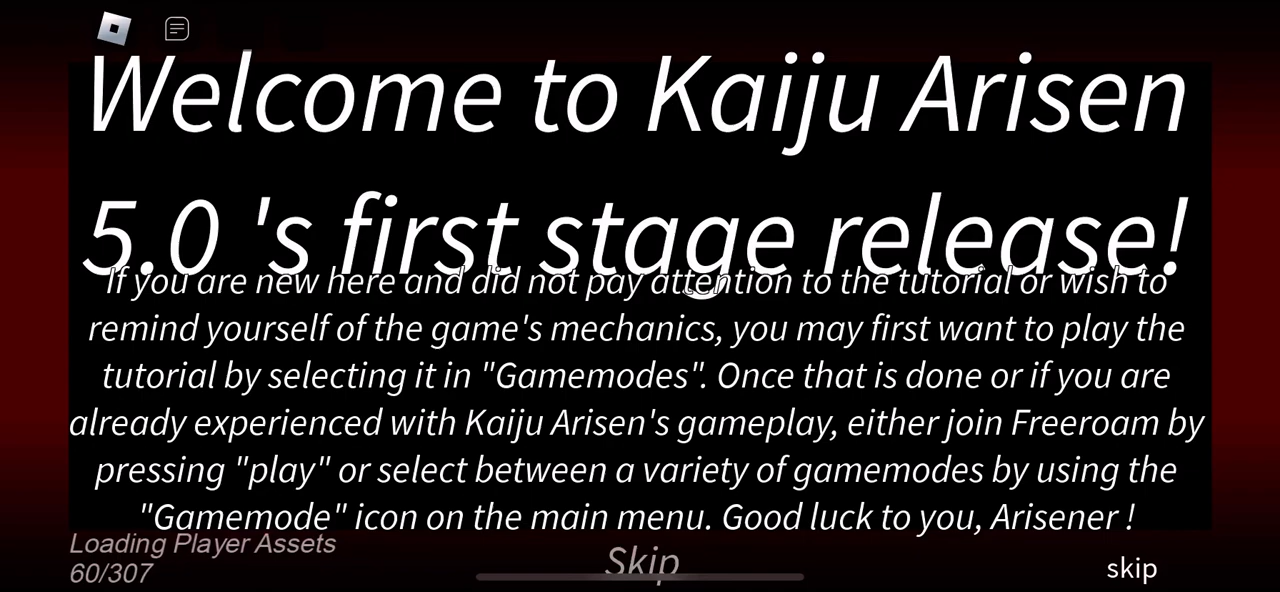 Welcome to Kaiju Arisen
5.0 's first stage release!
If you are new here and did not pay attention to the tutorial or wish to
remind yourself of the game's mechanics, you may first want to play the
tutorial by selecting it in "Gamemodes". Once that is done or if you are
already experienced with Kaiju Arisen's gameplay, either join Freeroam by
pressing "play" or select between a variety of gamemodes by using the
"Gamemode" icon on the main menu. Good luck to you, Arisener !
Loading Player Assets
60/307
Skip
skip